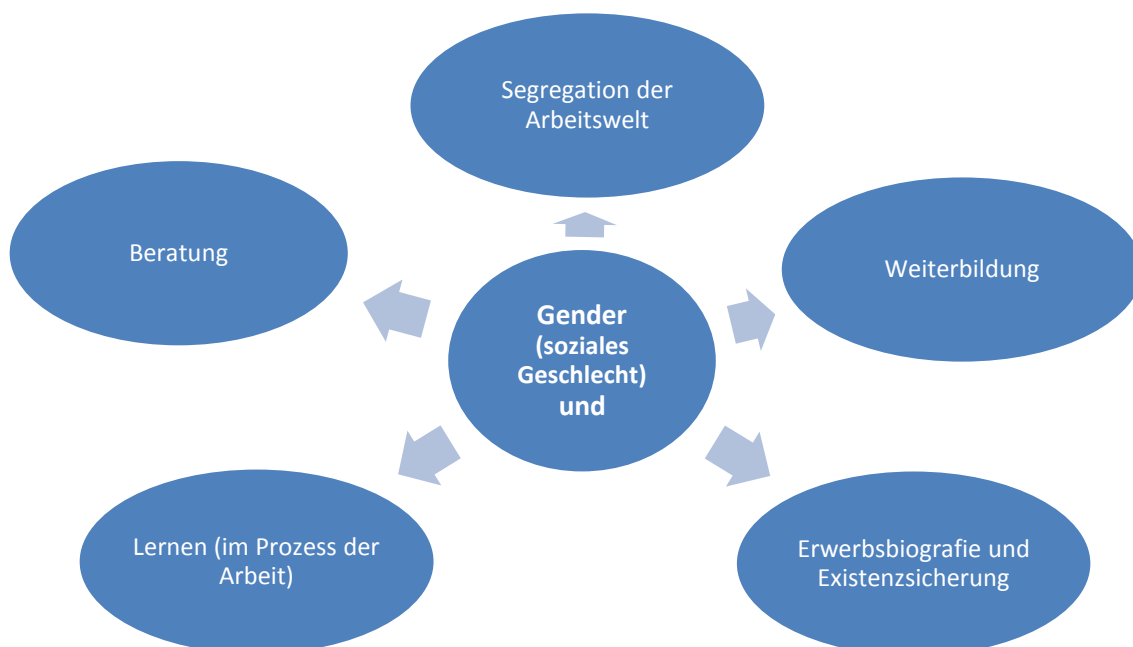 Segregation der
Arbeitswelt
Beratung
Weiterbildung
Gender
(soziales
Geschlecht)
und
Lernen (im Prozess der
Arbeit)
Erwerbsbiografie und
Existenzsicherung